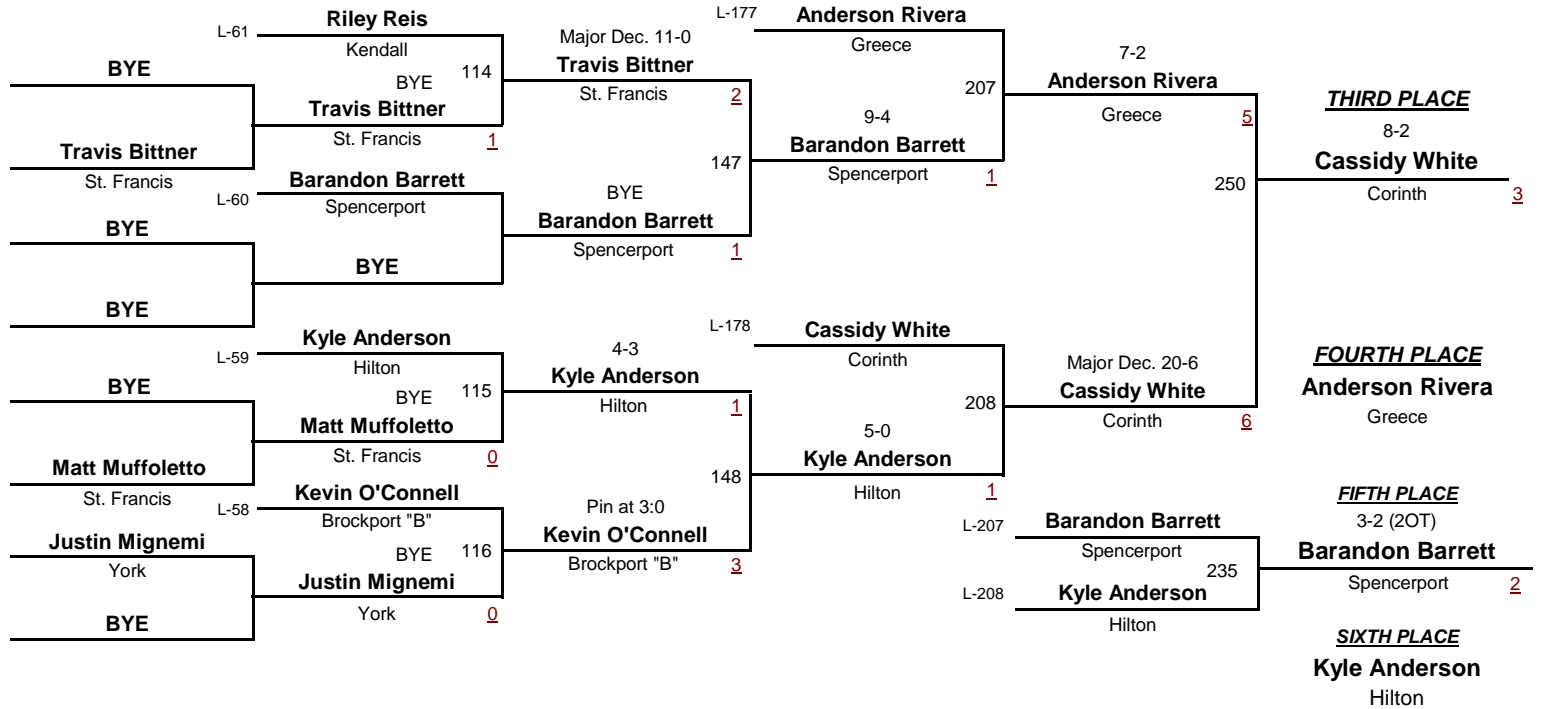 BYE
Travis Bittner
St. Francis
BYE
BYE
BYE
Matt Muffoletto
St. Francis
Justin Mignemi
York
BYE
L-61
Riley Reis
Kendall
BYE
114
Travis Bittner
St. Francis
1
L-60
Barandon Barrett
Spencerport
BYE
L-59
Kyle Anderson
Hilton
BYE
115
Matt Muffoletto
St. Francis
0
L-58
Kevin O'Connell
Brockport "B"
BYE
116
Justin Mignemi
York
0
Major Dec. 11-0
Travis Bittner
St. Francis
2
147
BYE
Barandon Barrett
Spencerport
1
4-3
Kyle Anderson
Hilton
1
148
Pin at 3:0
Kevin O'Connell
Brockport "B"
3
L-177
Anderson Rivera
Greece
207
9-4
Barandon Barrett
Spencerport
1
L-178
Cassidy White
Corinth
208
5-0
Kyle Anderson
Hilton
1
7-2
Anderson Rivera
Greece
5
250
Major Dec. 20-6
Cassidy White
Corinth
6
L-207
Barandon Barrett
Spencerport
235
L-208
Kyle Anderson
Hilton
THIRD PLACE
8-2
Cassidy White
Corinth
3
FOURTH PLACE
Anderson Rivera
Greece
FIFTH PLACE
3-2 (2OT)
Barandon Barrett
Spencerport
2
SIXTH PLACE
Kyle Anderson
Hilton